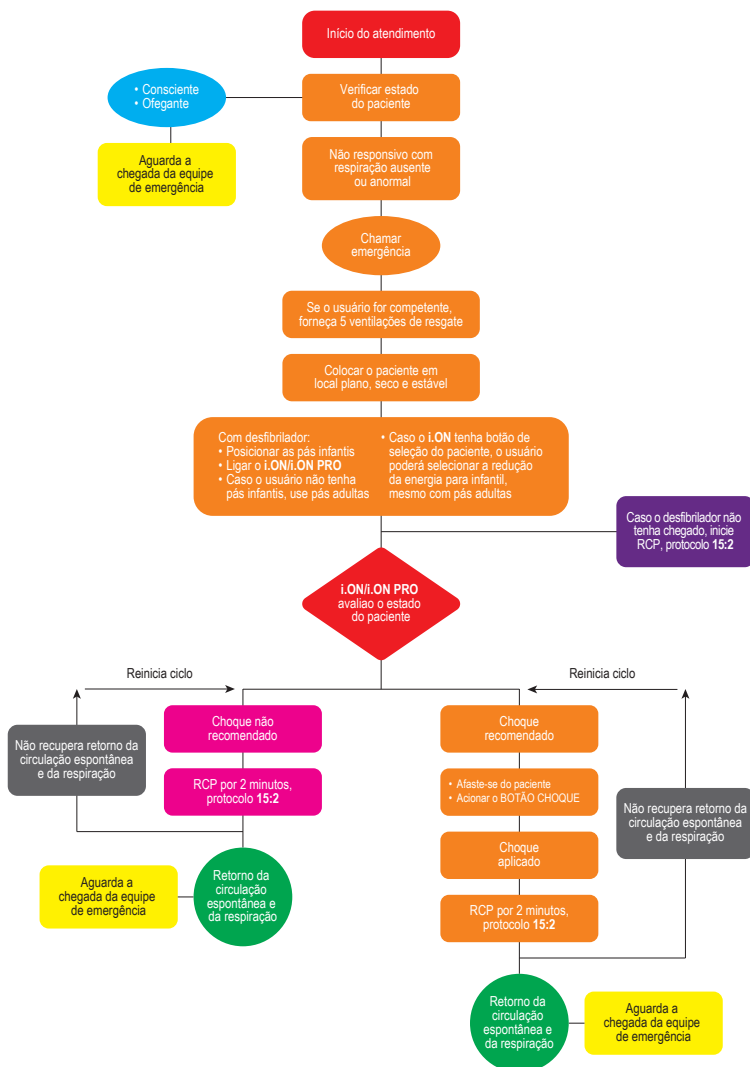 Início do atendimento
• Consciente
• Ofegante
Verificar estado
do paciente
Aguarda a
chegada da equipe
de emergência
Não responsivo com
respiração ausente
ou anormal
Chamar
emergência
Se o usuário for competente,
forneça 5 ventilações de resgate
Colocar o paciente em
local plano, seco e estável
Com desfibrilador:
• Posicionar as pás infantis
• Ligar o i.ON/i.ON PRO
• Caso o usuário não tenha
pás infantis, use pás adultas
• Caso o i.ON tenha botão de
seleção do paciente, o usuário
poderá selecionar a redução
da energia para infantil,
mesmo com pás adultas
Caso o desfibrilador não
tenha chegado, inície
RCP, protocolo 15:2
i.ON/i.ON PRO
avaliao o estado
do paciente
Reinicia ciclo
Reinicia ciclo
Não recupera retorno da
circulação espontânea
e da respiração
Choque não
recomendado
RCP por 2 minutos,
protocolo 15:2
Aguarda a
chegada da equipe
de emergência
Retorno da
circulação
espontânea e
da respiração
Choque
recomendado
• Afaste-se do paciente
• Acionar o BOTÃO CHOQUE
Choque
aplicado
RCP por 2 minutos,
protocolo 15:2
Não recupera retorno da
circulação espontânea
e da respiração
Retorno da
circulação
espontânea e
da respiração
Aguarda a
chegada da equipe
de emergência